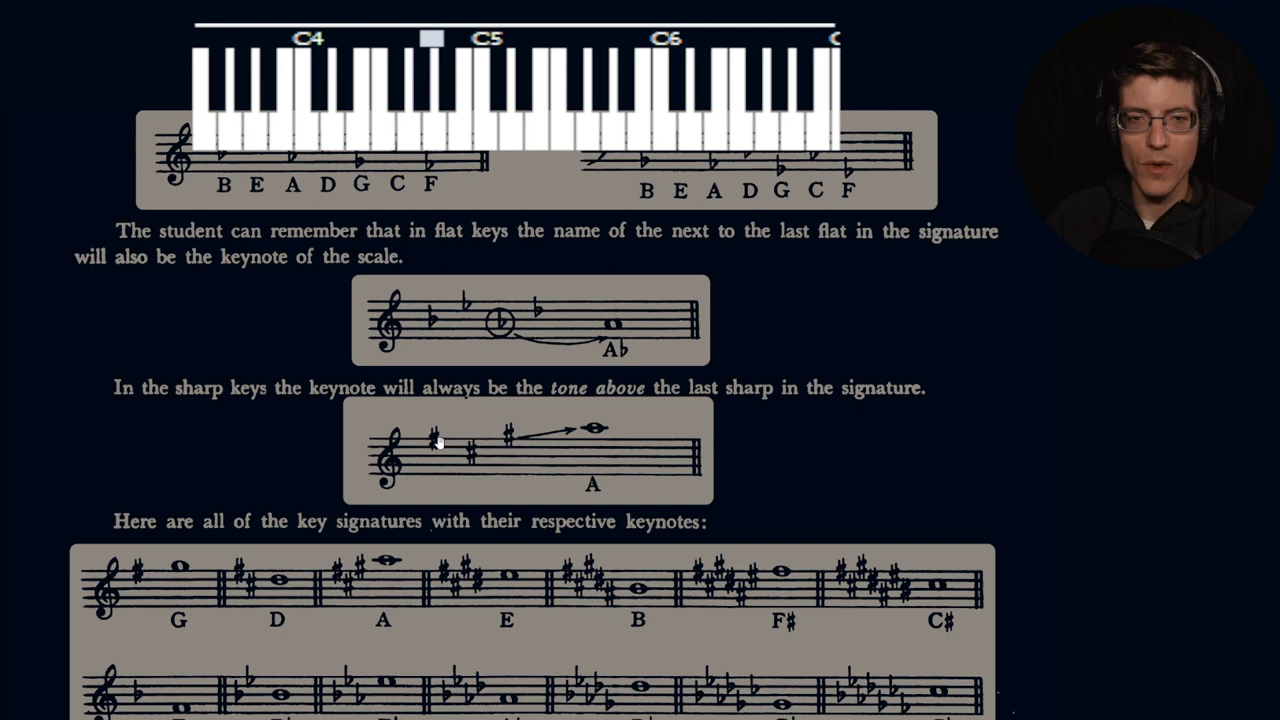 C4 C5 C6 C
B E A D G C F B E A D G C F
The student can remember that in flat keys the name of the next to the last flat in the signature
will also be the keynote of the scale.
A♭
In the sharp keys the keynote will always be the tone above the last sharp in the signature.
A
Here are all of the key signatures with their respective keynotes:
G D A E B F♯ C♯